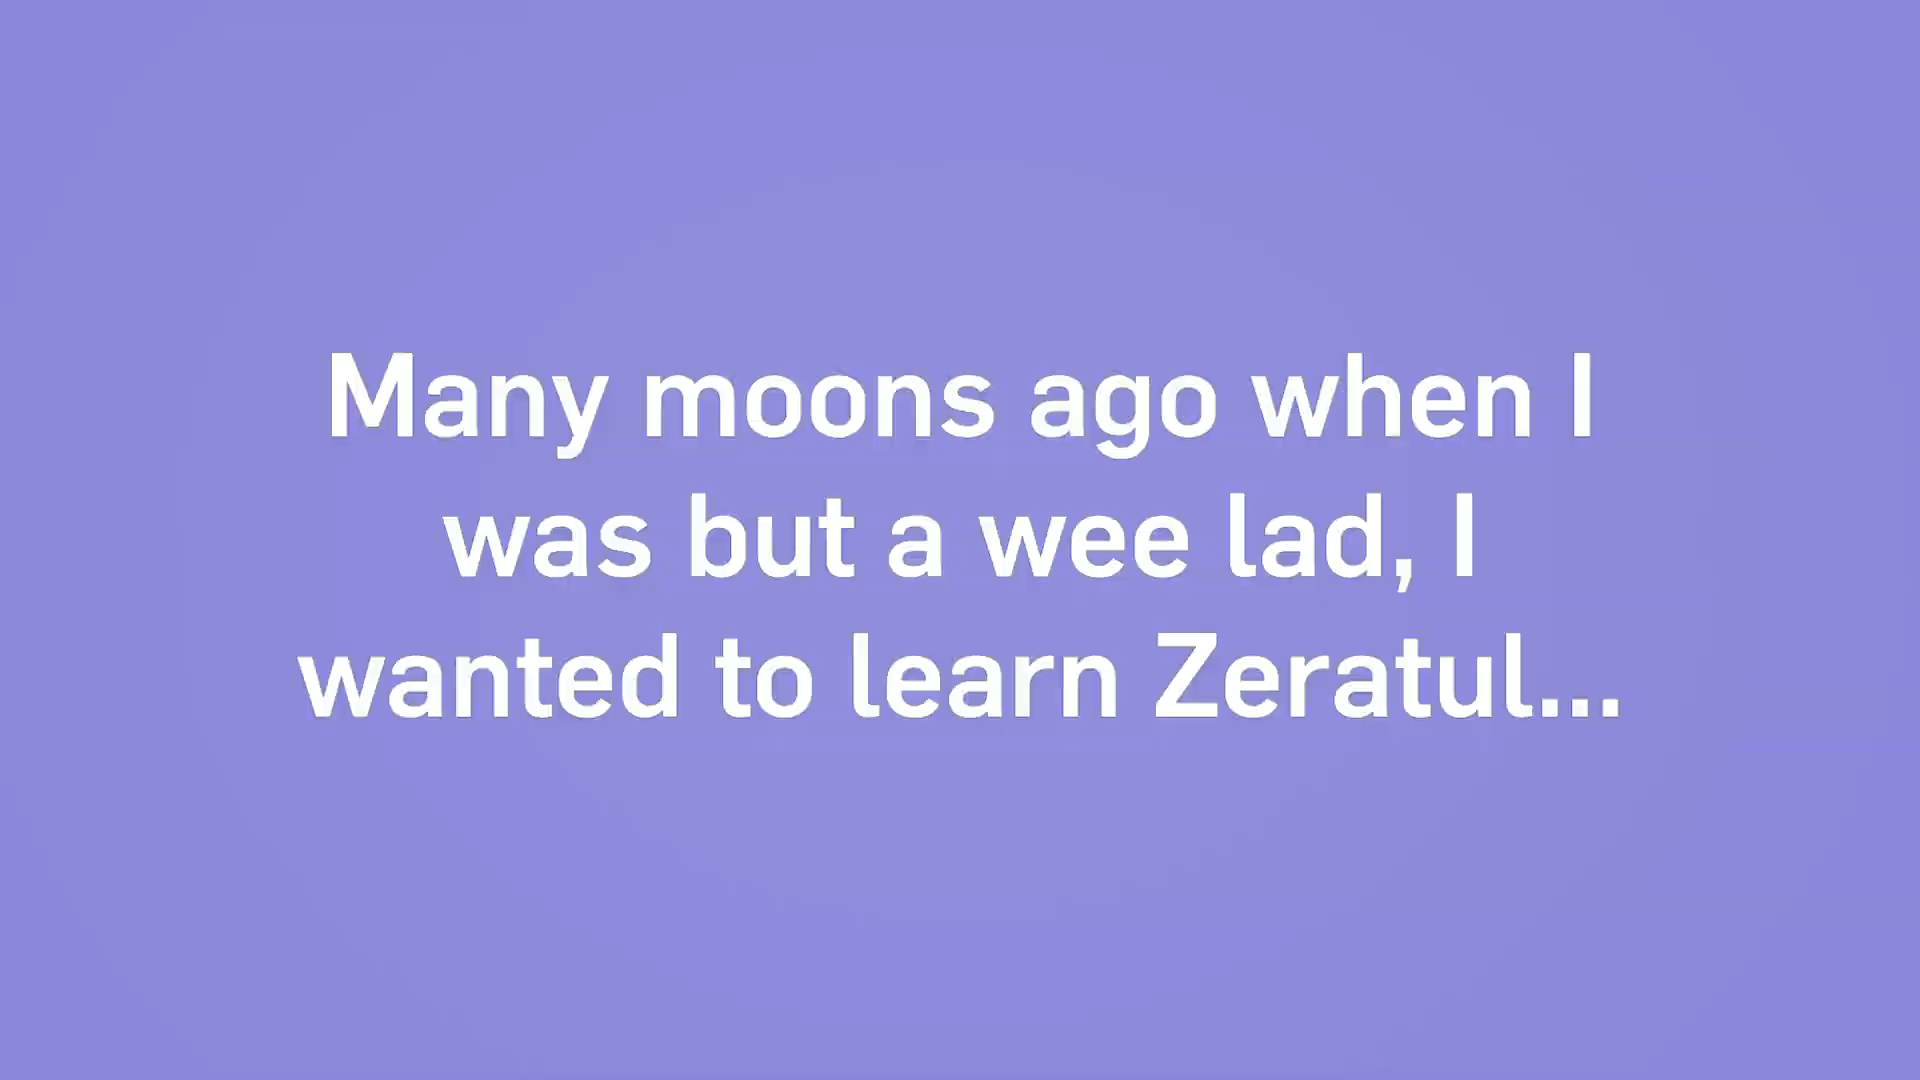 Many moons ago when I
was but a wee lad, I
wanted to learn Zeratul...